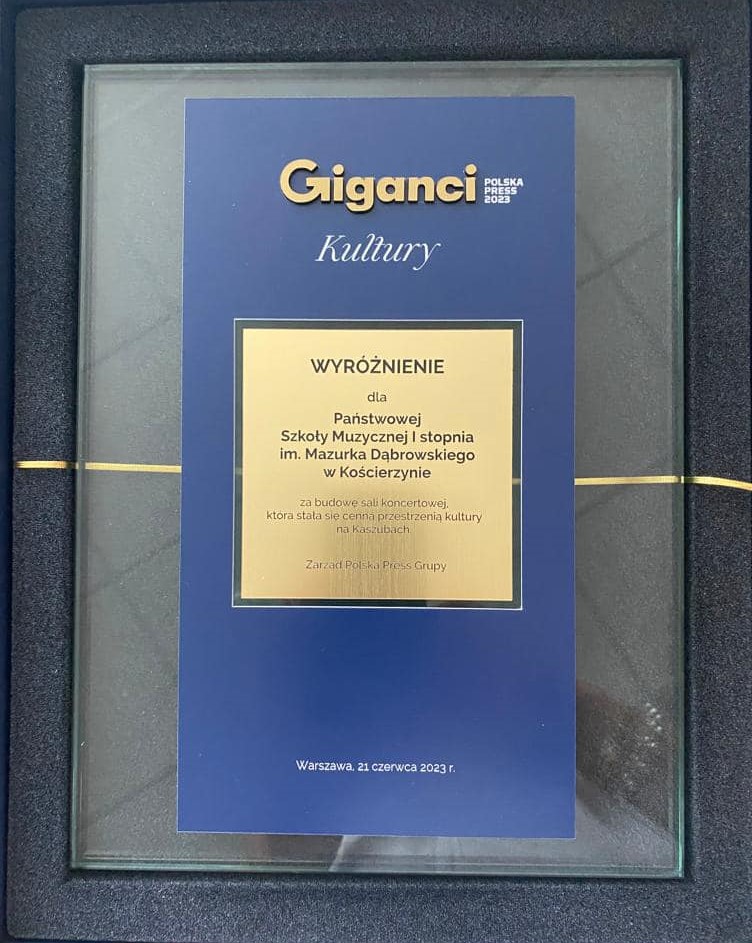 Giganci
POLSKA
PRESS
2023
Kultury
WYRÓŻNIENIE
dla
Państwowej
Szkoły Muzycznej I stopnia
im. Mazurka Dąbrowskiego
w Kościerzynie
za budowę sali koncertowej,
która stała się cenną przestrzenią kultury
na Kaszubach.
Zarząd Polska Press Grupy
Warszawa, 21 czerwca 2023 r.